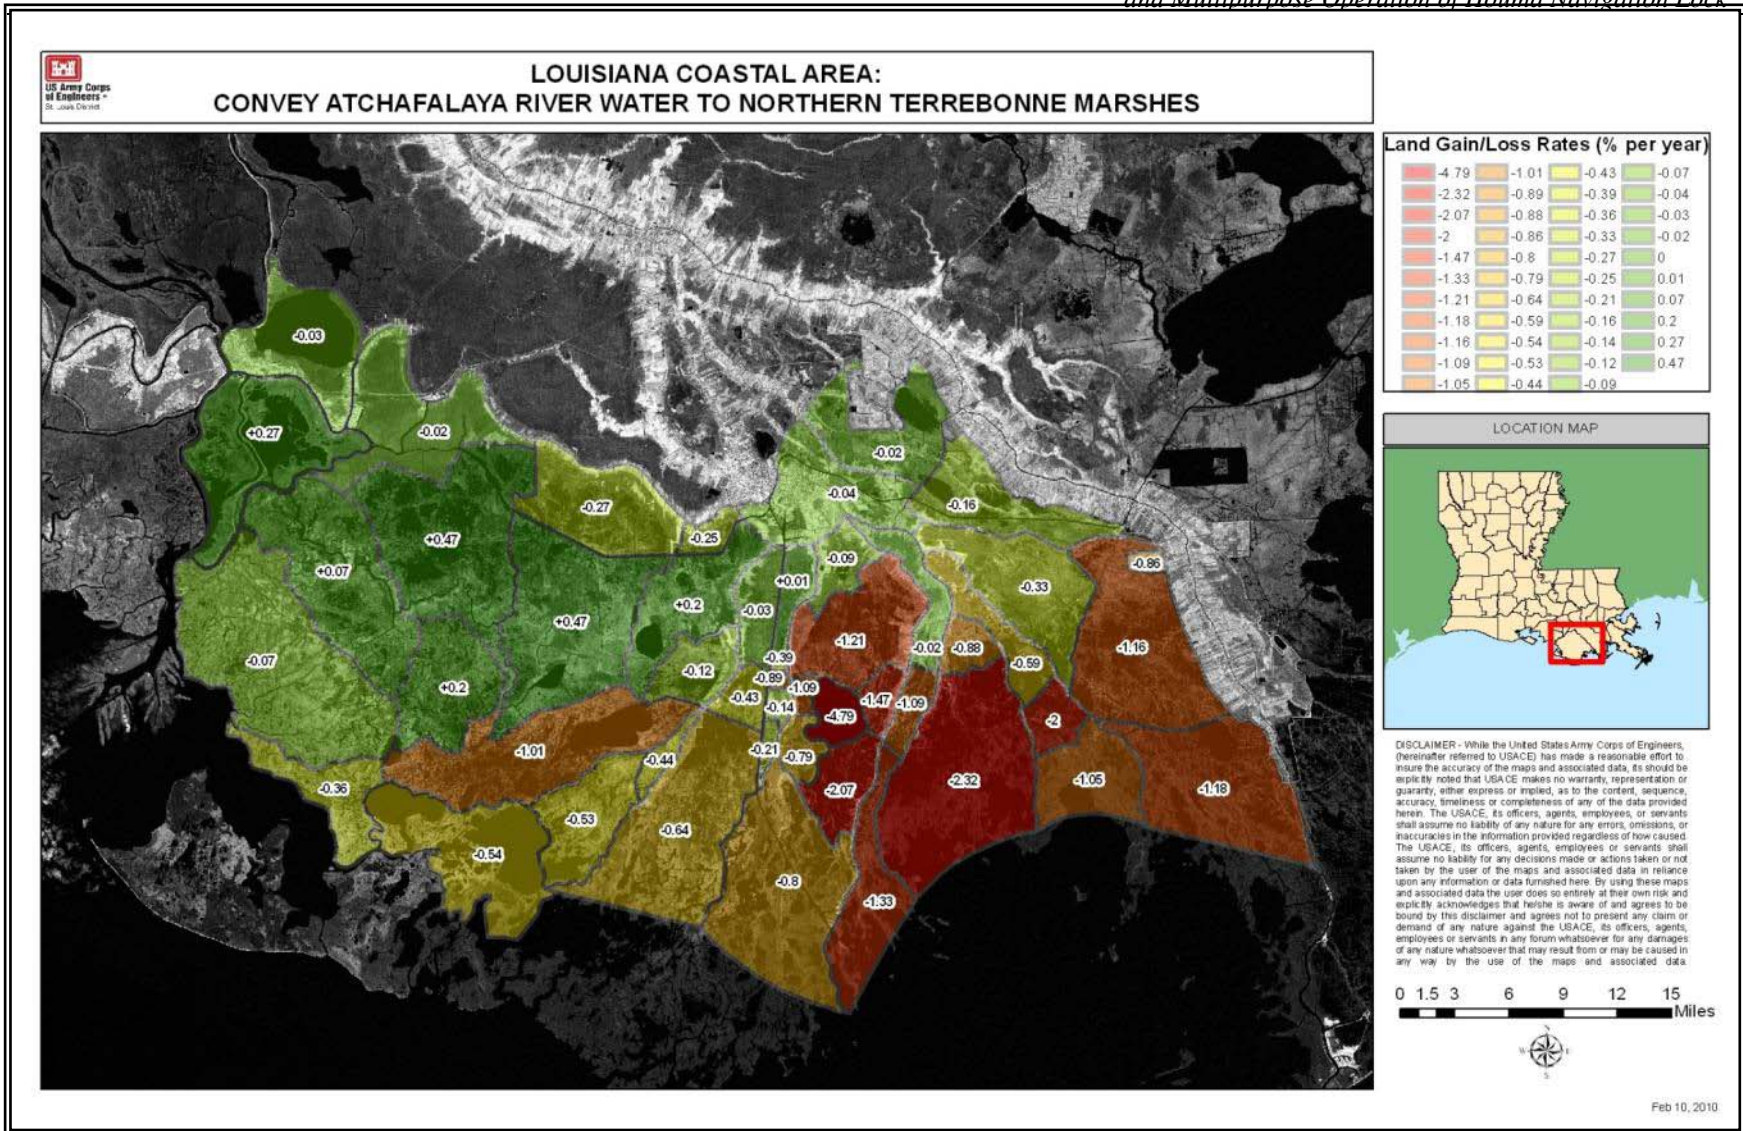 and Multipurpose Operation of Houma Navigation Lock
US Army Corps
of Engineers ®
St. Louis District
LOUISIANA COASTAL AREA:
CONVEY ATCHAFALAYA RIVER WATER TO NORTHERN TERREBONNE MARSHES
Land Gain/Loss Rates (% per year)
-4.79 -1.01 -0.43 -0.07
-2.32 -0.89 -0.39 -0.04
-2.07 -0.88 -0.36 -0.03
-2 -0.86 -0.33 -0.02
-1.47 -0.8 -0.27 0
-1.33 -0.79 -0.25 0.01
-1.21 -0.64 -0.21 0.07
-1.18 -0.59 -0.16 0.2
-1.16 -0.54 -0.14 0.27
-1.09 -0.53 -0.12 0.47
-1.05 -0.44 -0.09
-0.03
+0.27
-0.02
-0.02
-0.04
-0.27
-0.16
-0.25
+0.47
-0.09
-0.86
+0.07
+0.01
-0.33
+0.2
-0.03
+0.47
-1.21
-0.02
-0.88
-1.16
-0.07
-0.39
-0.59
-0.12
-0.89
+0.2
-1.09
-0.43
-0.14
-1.47
-1.09
-4.79
-2
-1.01
-0.21
-0.44
-0.79
-2.32
-1.05
-0.36
-2.07
-1.18
-0.53
-0.64
-0.54
-0.8
-1.33
LOCATION MAP
DISCLAIMER - While the United States Army Corps of Engineers,
(hereinafter referred to USACE) has made a reasonable effort to
insure the accuracy of the maps and associated data, its should be
explicitly noted that USACE makes no warranty, representation or
guaranty, either express or implied, as to the content, sequence,
accuracy, timeliness or completeness of any of the data provided
herein. The USACE, its officers, agents, employees, or servants
shall assume no liability of any nature for any errors, omissions, or
inaccuracies in the information provided regardless of how caused.
The USACE, its officers, agents, employees or servants shall
assume no liability for any decisions made or actions taken or not
taken by the user of the maps and associated data in reliance
upon any information or data furnished here. By using these maps
and associated data the user does so entirely at their own risk and
explicitly acknowledges that he/she is aware of and agrees to be
bound by this disclaimer and agrees not to present any claim or
demand of any nature against the USACE, its officers, agents,
employees or servants in any forum whatsoever for any damages
of any nature whatsoever that may result from or may be caused in
any way by the use of the maps and associated data.
0 1.5 3 6 9 12 15
Miles
N
W E
S
Feb 10, 2010